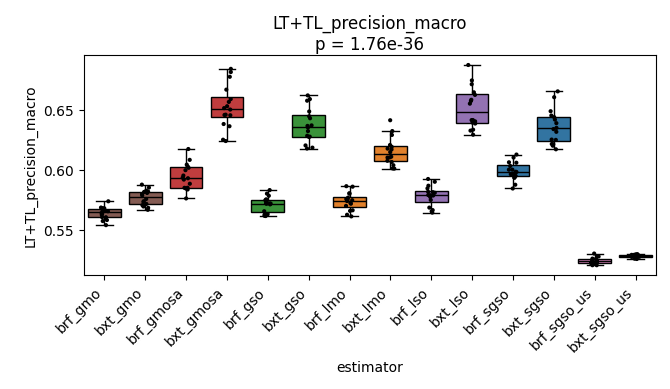 LT+TL_precision_macro
p = 1.76e-36
LT+TL_precision_macro
0.65
0.60
0.55
brf_gmo
bxt_gmo
brf_gmosa
bxt_gmosa
brf_gso
bxt_gso
brf_lmo
bxt_lmo
brf_lso
bxt_lso
brf_sgso
bxt_sgso
brf_sgso_us
bxt_sgso_us
estimator